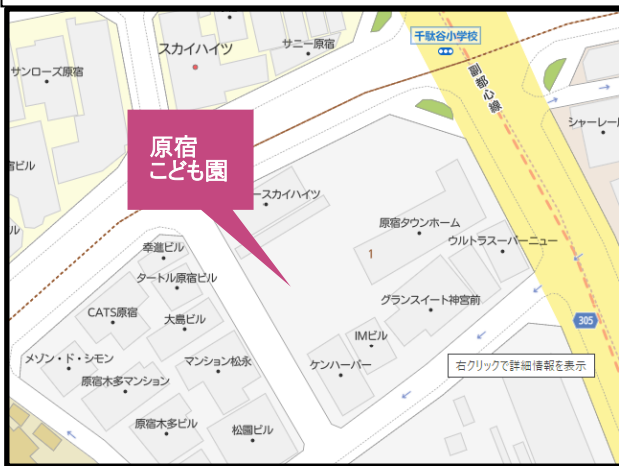 スカイハイツ
サニー原宿
千駄谷小学校
サンローズ原宿
副都心線
シャーレー
宿ビル
原宿
こども園
ースカイハイツ
ル
原宿タウンホーム
ウルトラスーパーニュー
1
幸進ビル
タートル原宿ビル
グランスイート神宮前
CATS原宿
大島ビル
305
IMビル
メゾン・ド・シモン
マンション松永
ケンハーバー
右クリックで詳細情報を表示
原宿木多マンション
原宿木多ビル
松園ビル